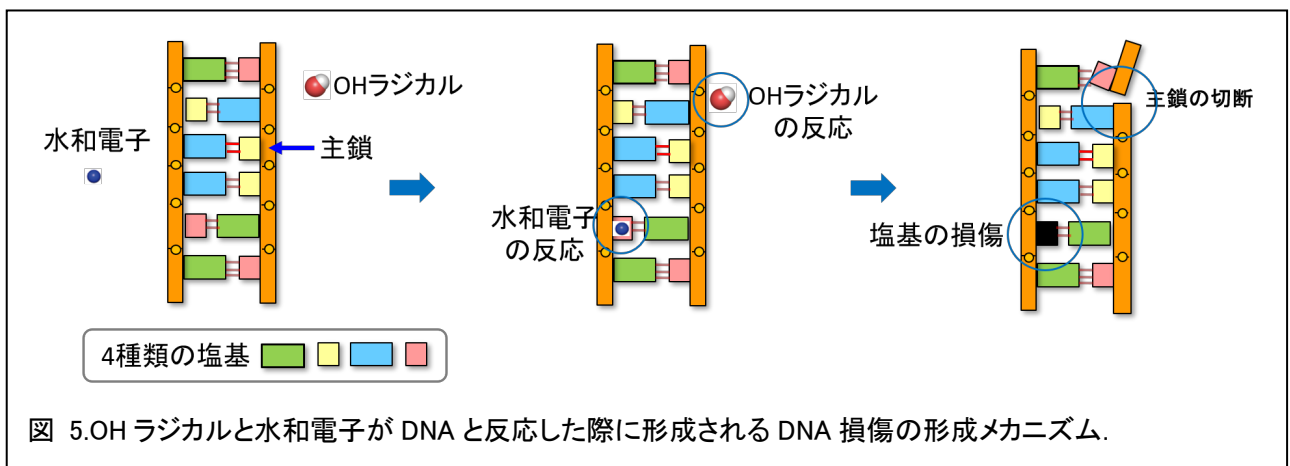 OHラジカル
水和電子
主鎖
OHラジカル
の反応
水和電子
の反応
主鎖の切断
塩基の損傷
4種類の塩基
図 5.OH ラジカルと水和電子が DNA と反応した際に形成される DNA 損傷の形成メカニズム.